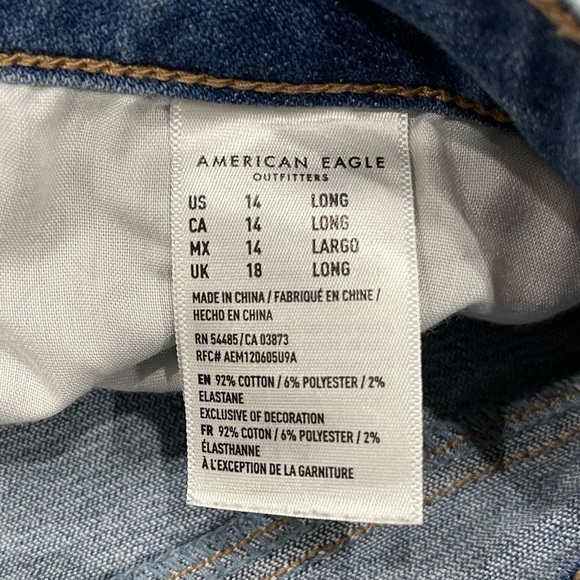 AMERICAN EAGLE
OUTFITTERS
US 14 LONG
CA 14 LONG
MX 14 LARGO
UK 18 LONG
MADE IN CHINA / FABRIQUÉ EN CHINE /
HECHO EN CHINA
RN 54485/CA 03873
RFC# AEM120605U9A
EN 92% COTTON / 6% POLYESTER / 2%
ELASTANE
EXCLUSIVE OF DECORATION
FR 92% COTON / 6% POLYESTER / 2%
ÉLASTHANNE
À L'EXCEPTION DE LA GARNITURE